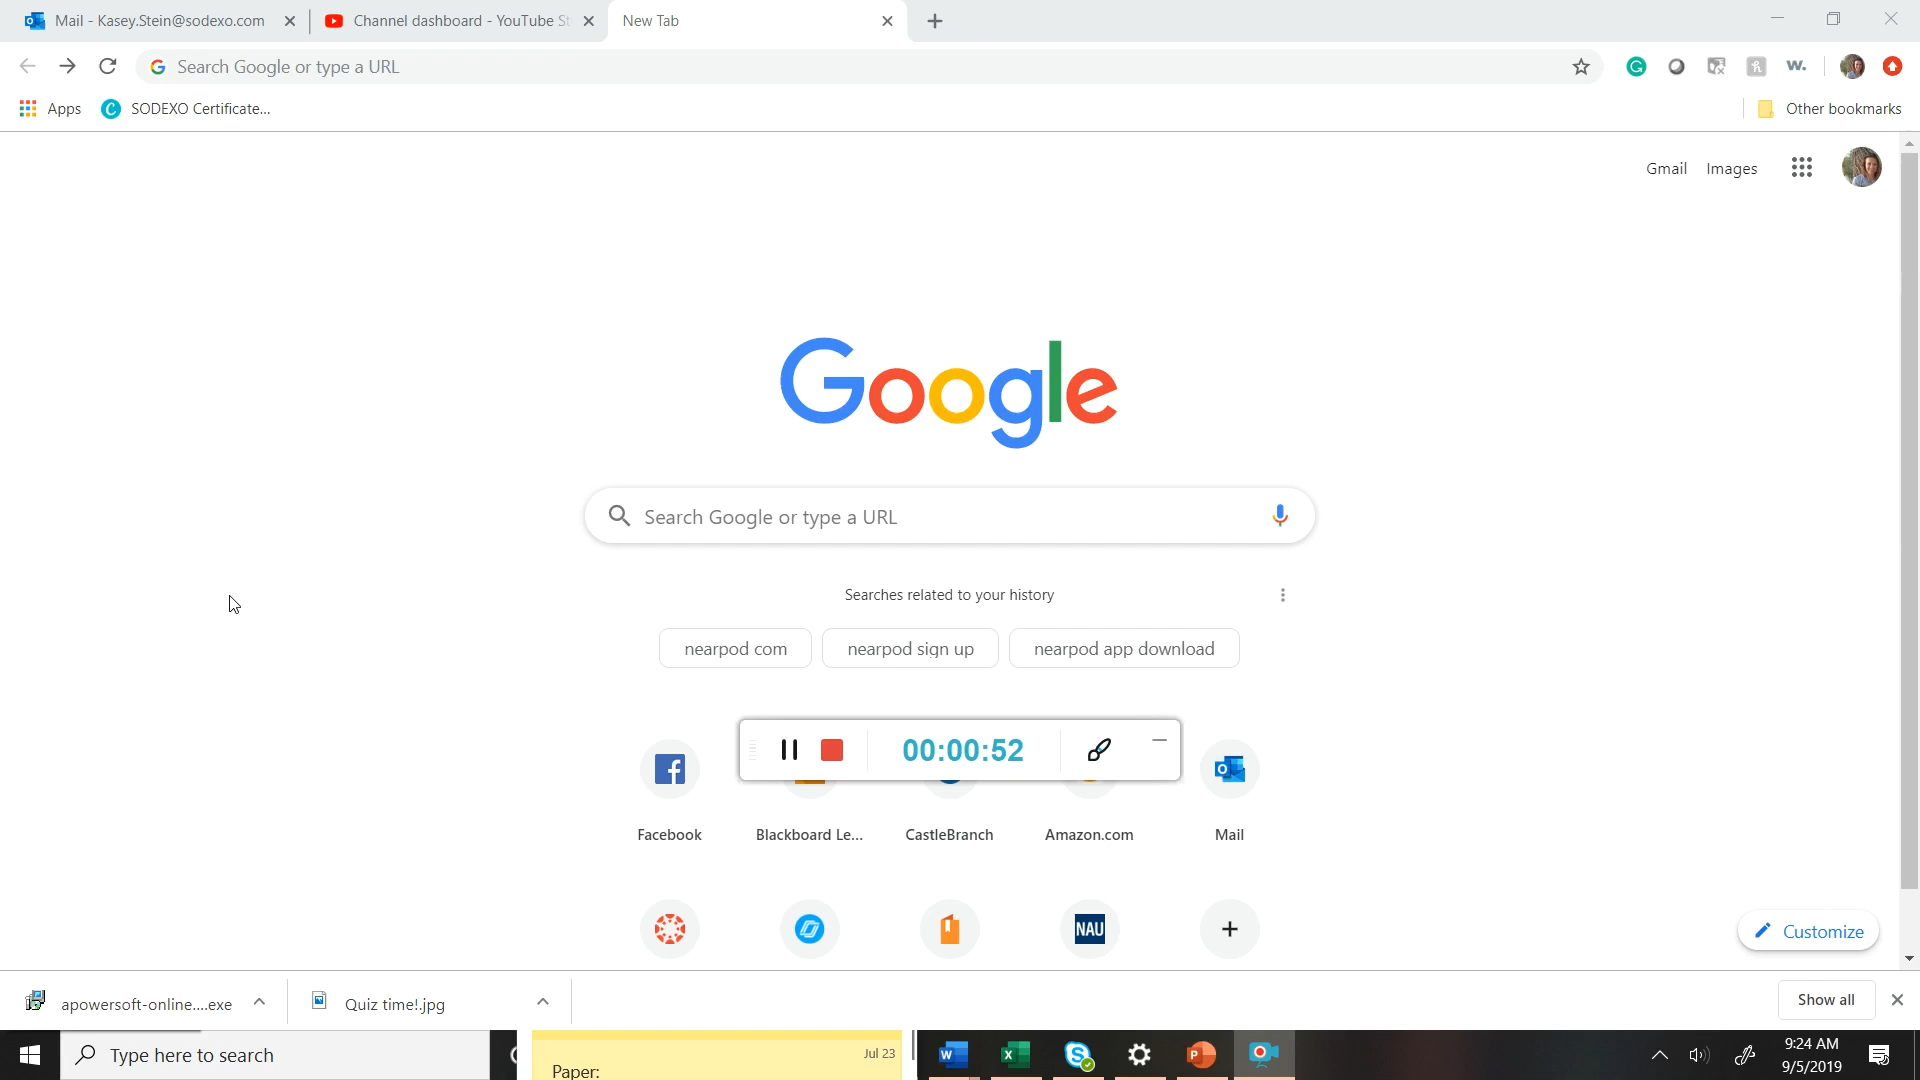 Mail - Kasey.Stein@sodexo.com
Channel dashboard - YouTube St
New Tab
Search Google or type a URL
w.
Apps
SODEXO Certificate...
Other bookmarks
Gmail
Images
Google
Search Google or type a URL
Searches related to your history
nearpod com
nearpod sign up
nearpod app download
00:00:52
Facebook
Blackboard Le...
CastleBranch
Amazon.com
Mail
NAU
Customize
apowersoft-online....exe
Quiz time!.jpg
Show all
Type here to search
Jul 23
Paper:
9:24 AM
9/5/2019